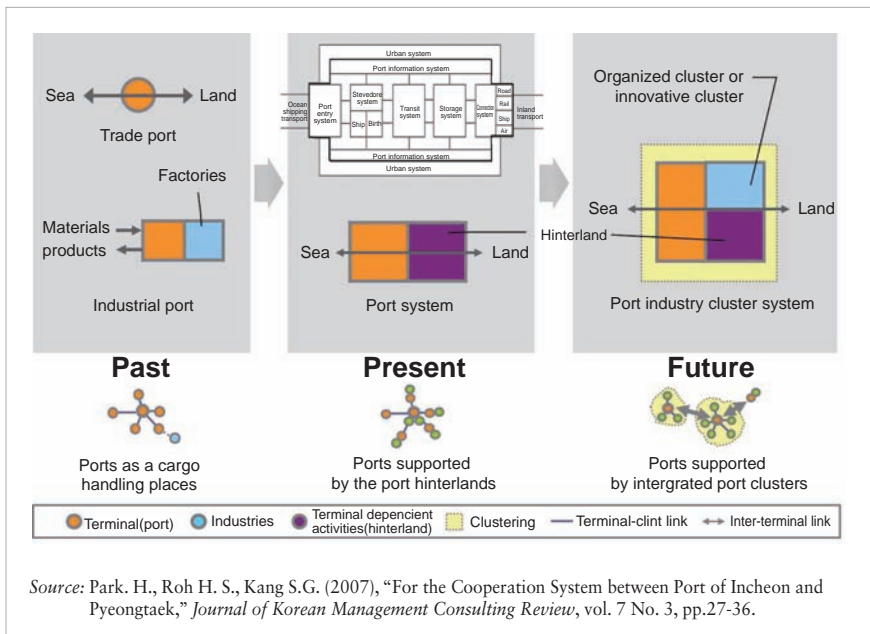 Sea
Land
Trade port
Factories
Materials
products
Industrial port
Urban system
Port information system
Ocean
shipping
transport
Port
entry
system
Stevedore
system
Ship
Birth
Transit
system
Storage
system
Connection
system
Road
Rail
Ship
Air
Inland
transport
Port information system
Urban system
Sea
Land
Port system
Organized cluster or
innovative cluster
Sea
Land
Hinterland
Port industry cluster system
Past
Present
Future
Ports as a cargo
handling places
Ports supported
by the port hinterlands
Ports supported
by intergrated port clusters
Terminal(port)
Industries
Terminal depencient
activities(hinterland)
Clustering
Terminal-clint link
Inter-terminal link
Source: Park. H., Roh H. S., Kang S.G. (2007), “For the Cooperation System between Port of Incheon and
Pyeongtaek,” Journal of Korean Management Consulting Review, vol. 7 No. 3, pp.27-36.